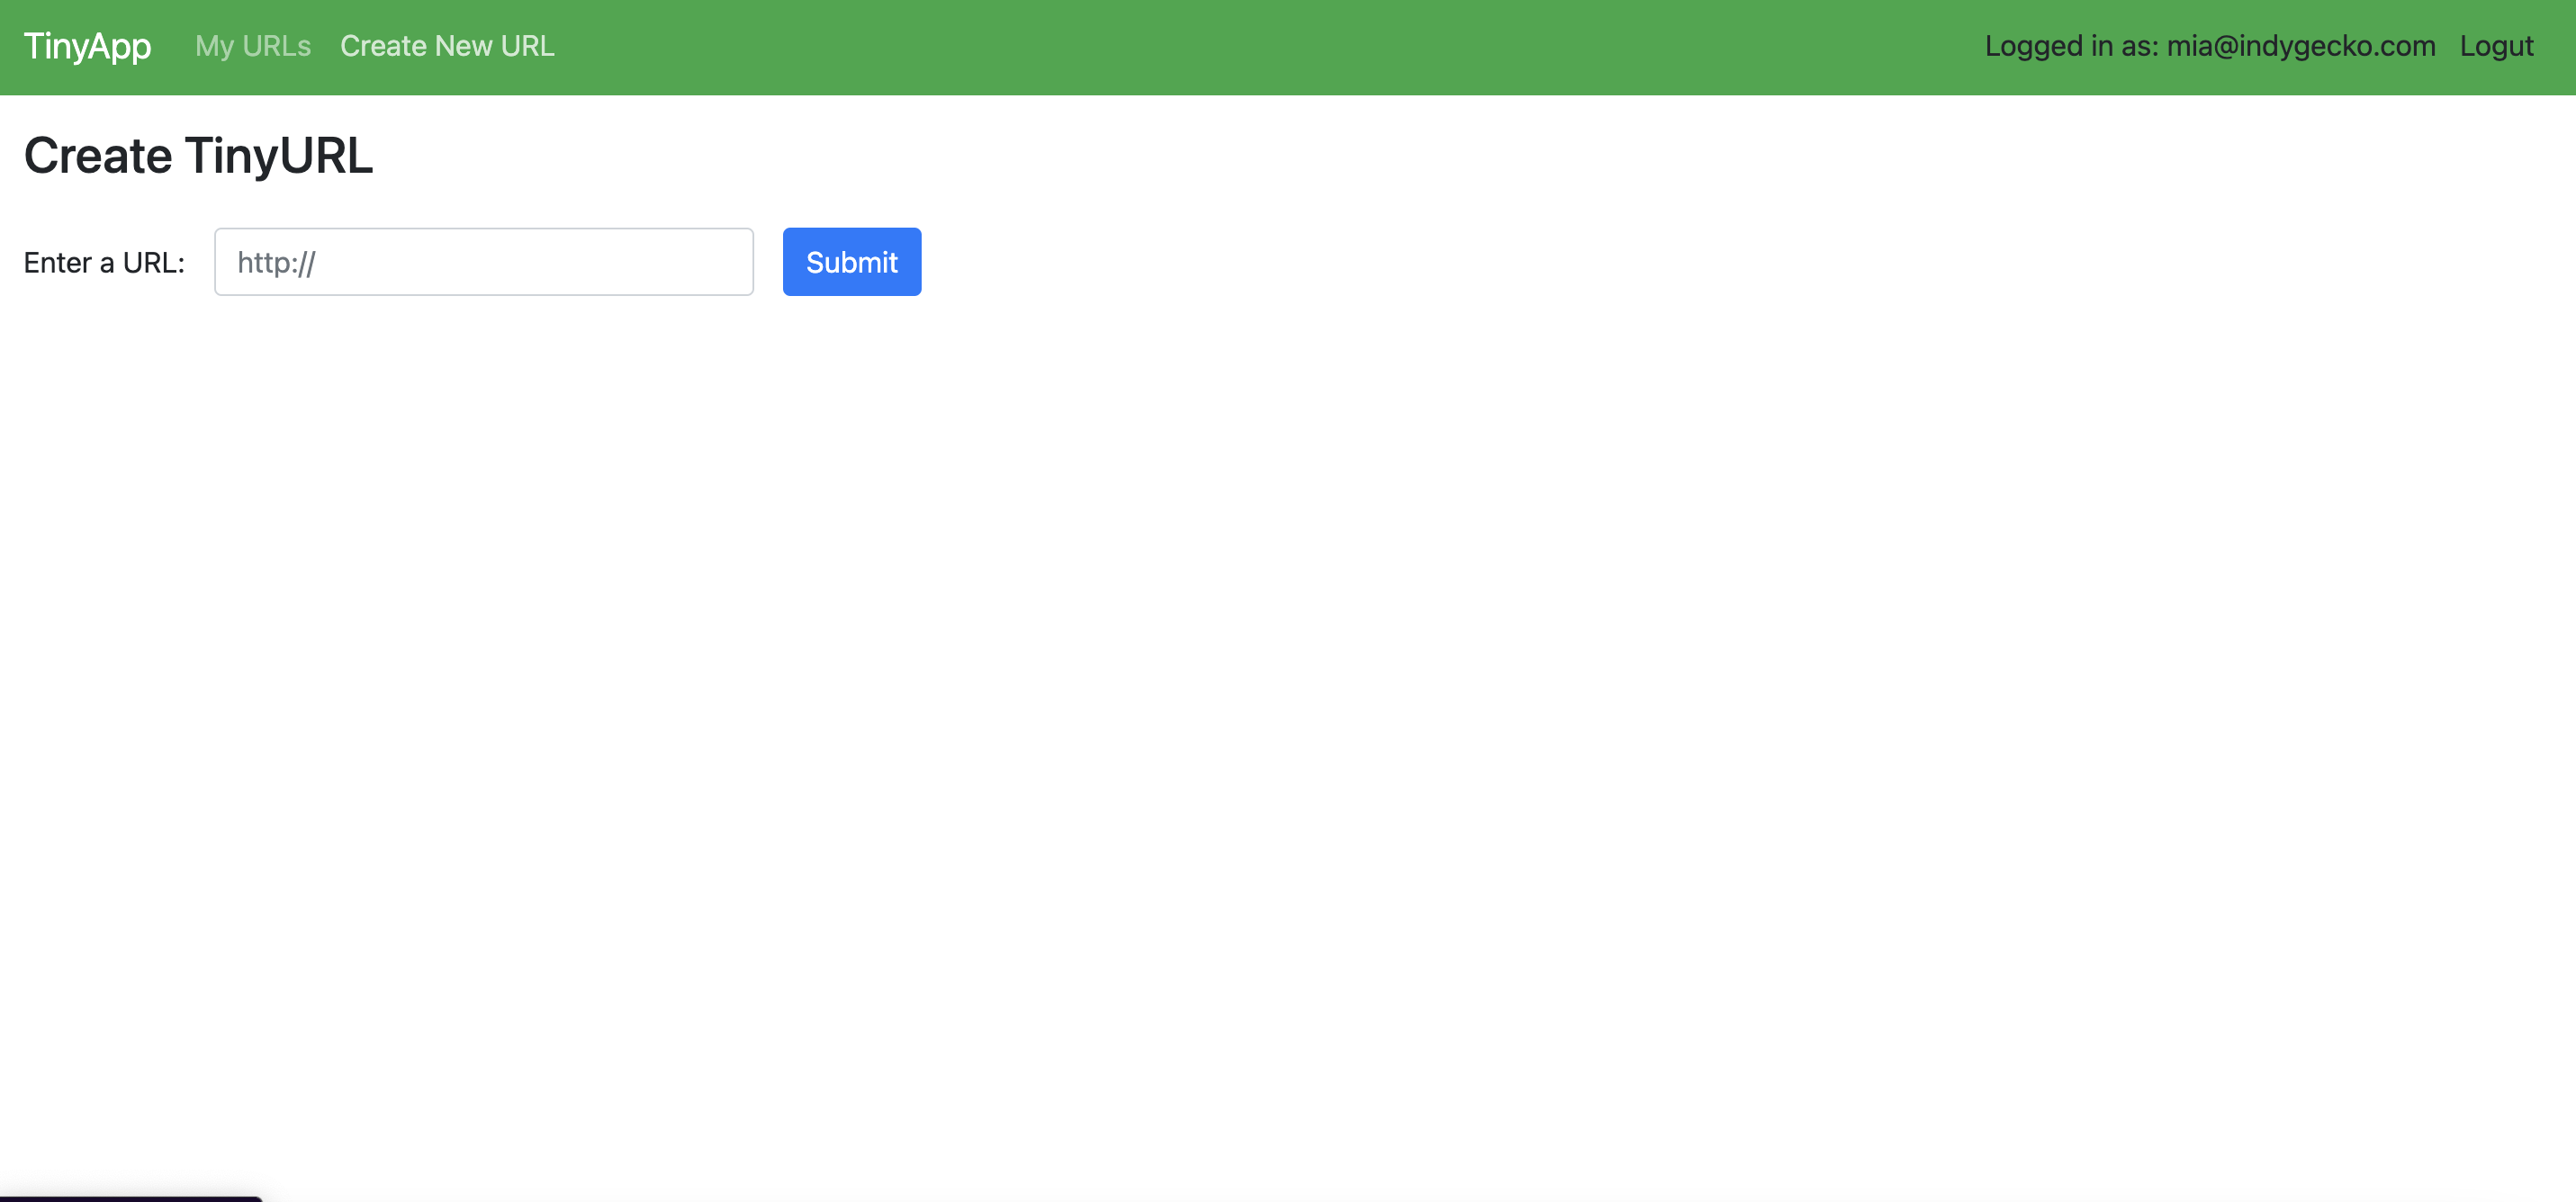 TinyApp My URLs Create New URL Logged in as: mia@indygecko.com Logut
Create TinyURL
Enter a URL: http:// Submit